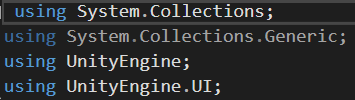 using System.Collections;
using System.Collections.Generic;
using UnityEngine;
using UnityEngine.UI;